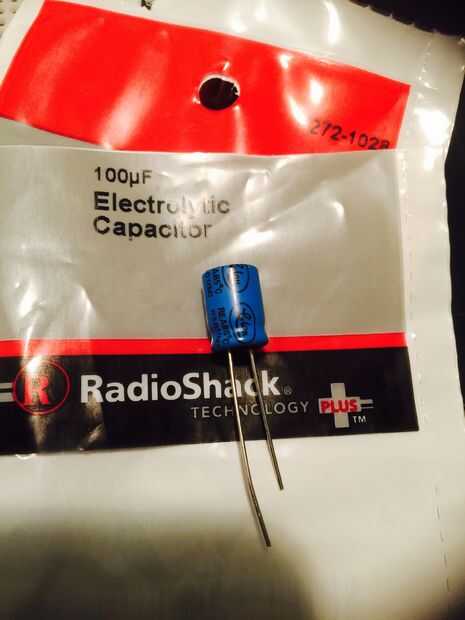 272-1028
100µF
Electrolytic
Capacitor
R RadioShack®
TECHNOLOGY PLUS ™